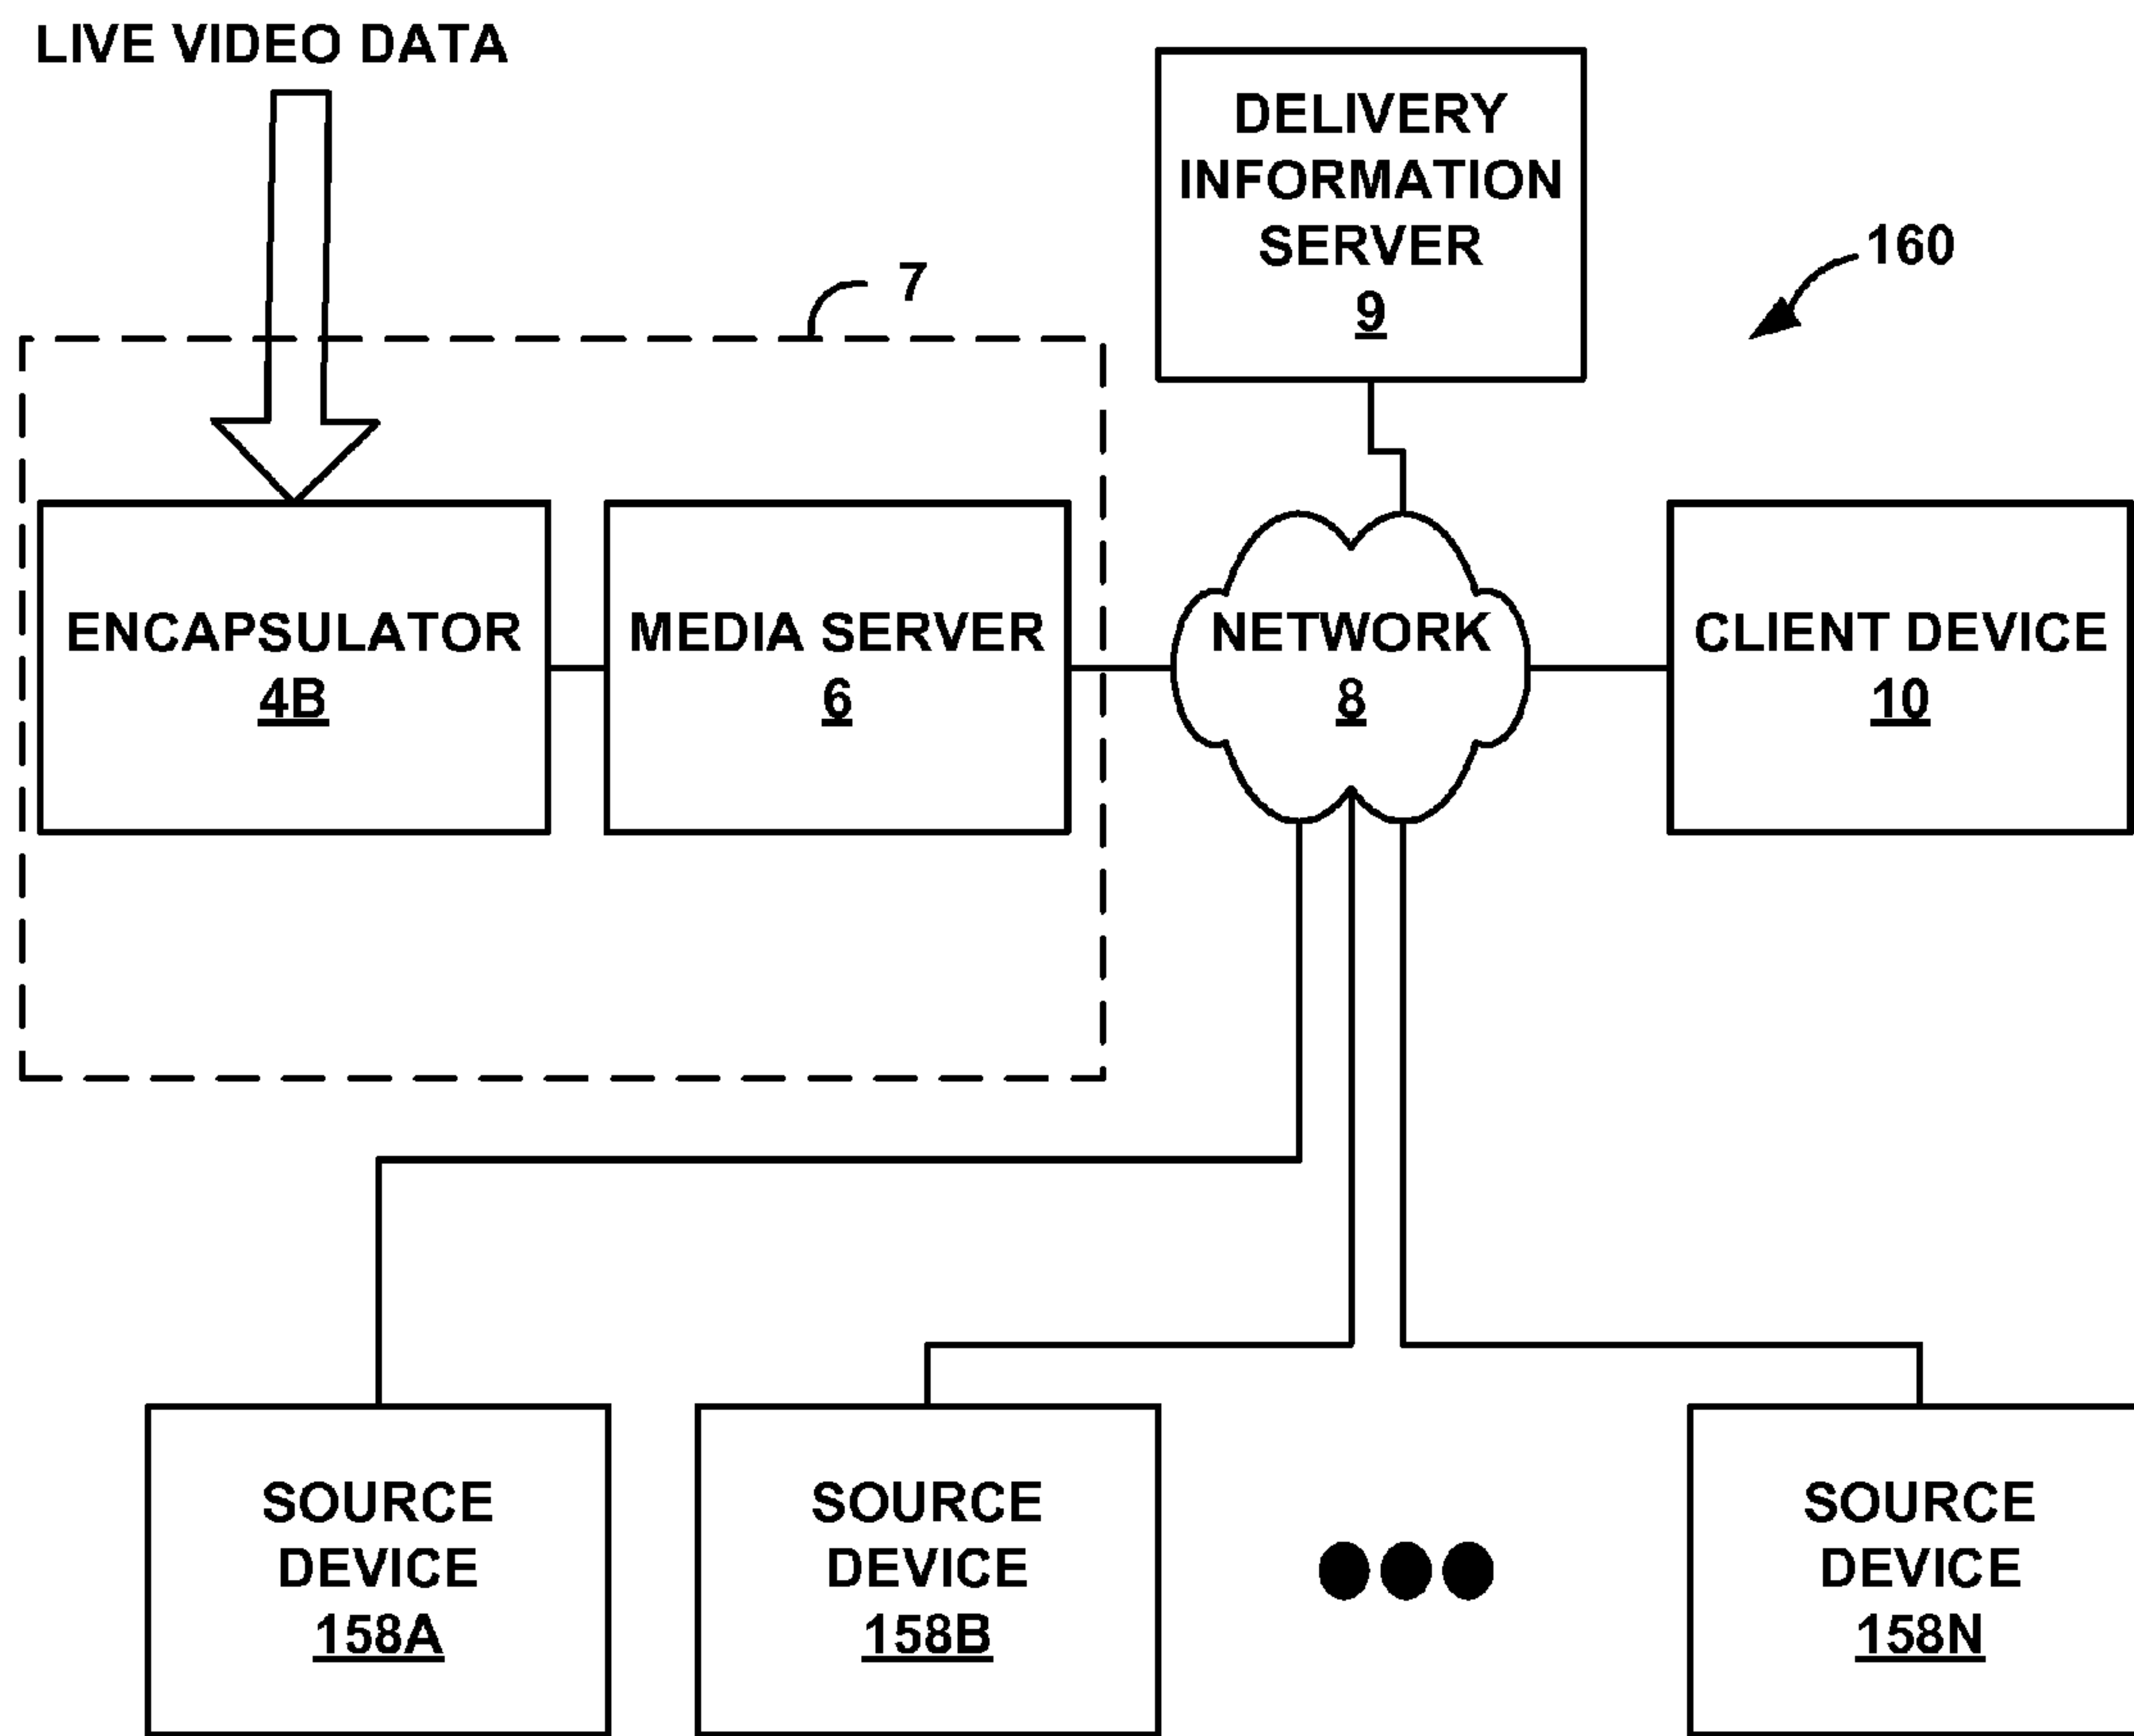 LIVE VIDEO DATA
DELIVERY
INFORMATION
SERVER
9
160
7
ENCAPSULATOR
4B
MEDIA SERVER
6
NETWORK
8
CLIENT DEVICE
10
SOURCE
DEVICE
158A
SOURCE
DEVICE
158B
SOURCE
DEVICE
158N